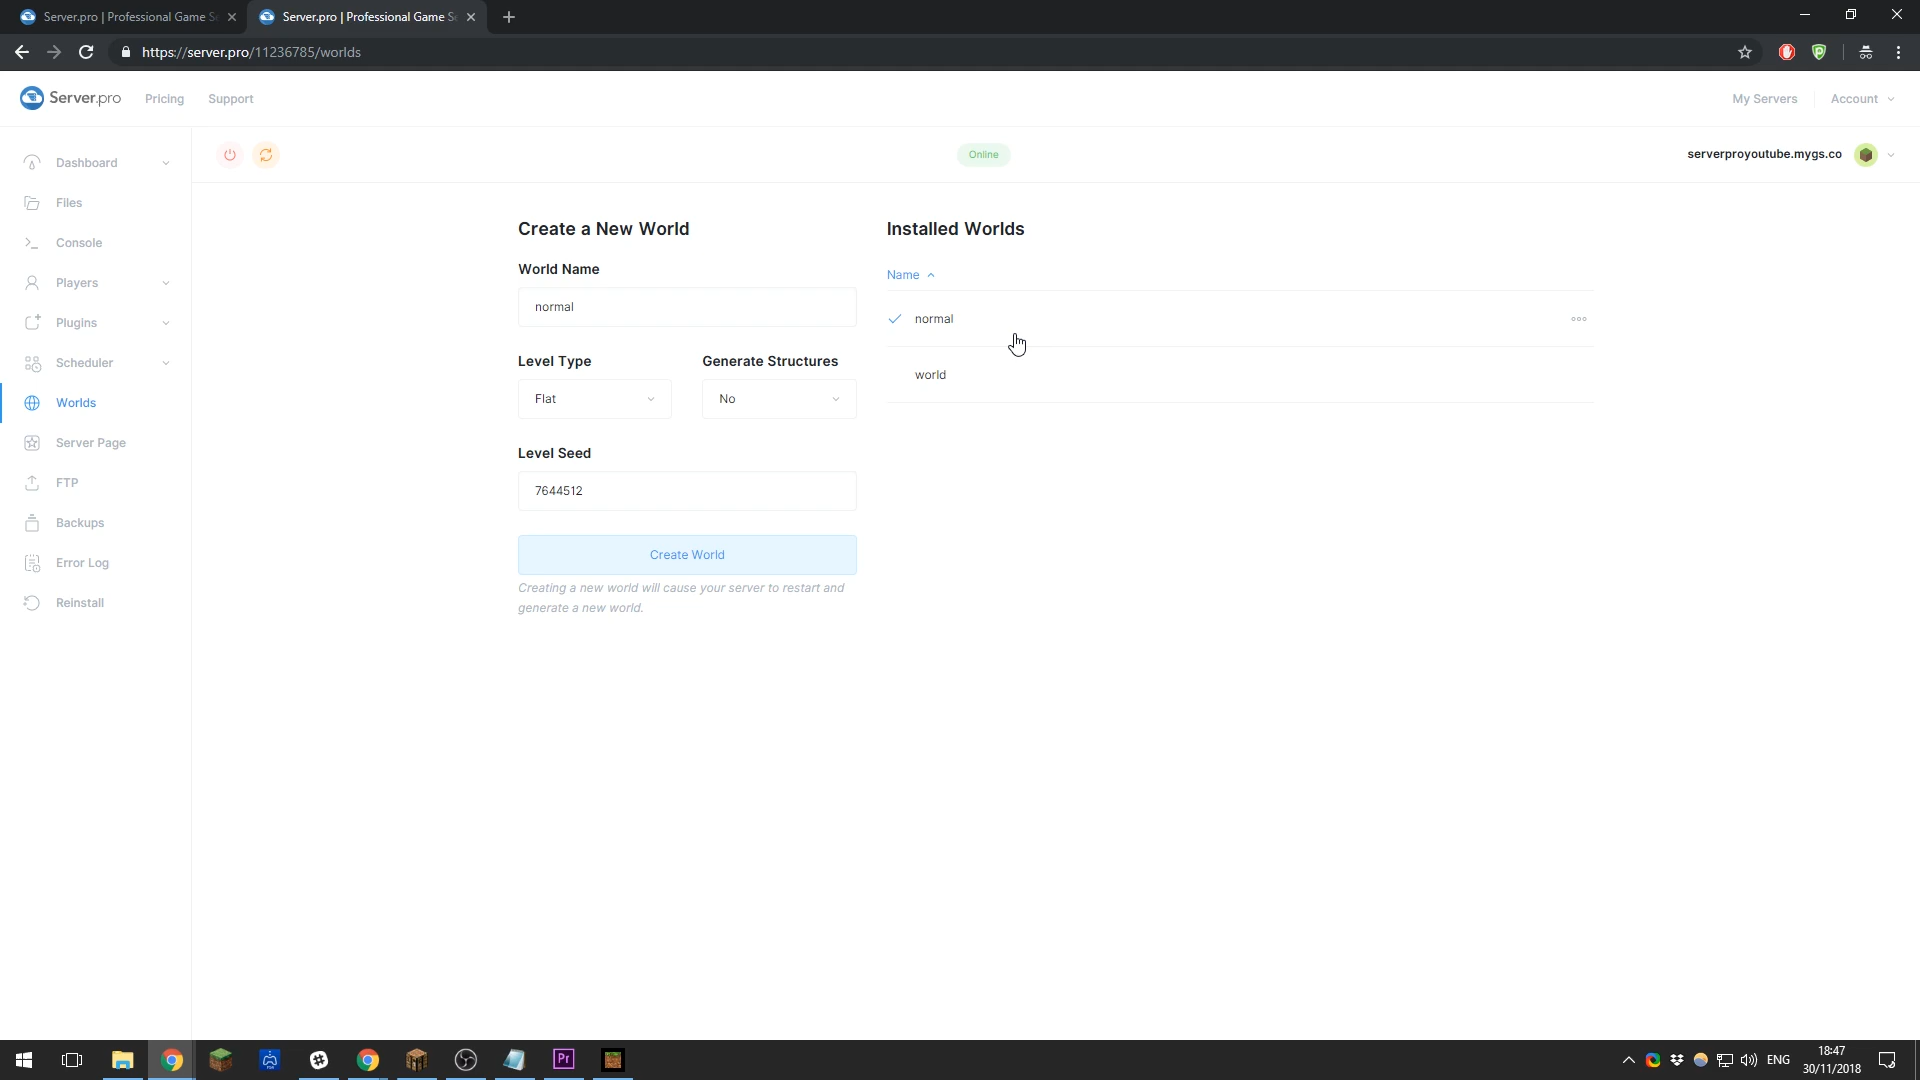 Server.pro | Professional Game Se
Server.pro | Professional Game Se
https://server.pro/11236785/worlds
Server.pro
Pricing
Support
My Servers
Account
Online
serverproyoutube.mygs.co
Dashboard
Files
Console
Players
Plugins
Scheduler
Worlds
Server Page
FTP
Backups
Error Log
Reinstall
Create a New World
World Name
normal
Level Type
Generate Structures
Flat
No
Level Seed
7644512
Create World
Creating a new world will cause your server to restart and
generate a new world.
Installed Worlds
Name
normal
world
Pr
ENG
18:47
30/11/2018